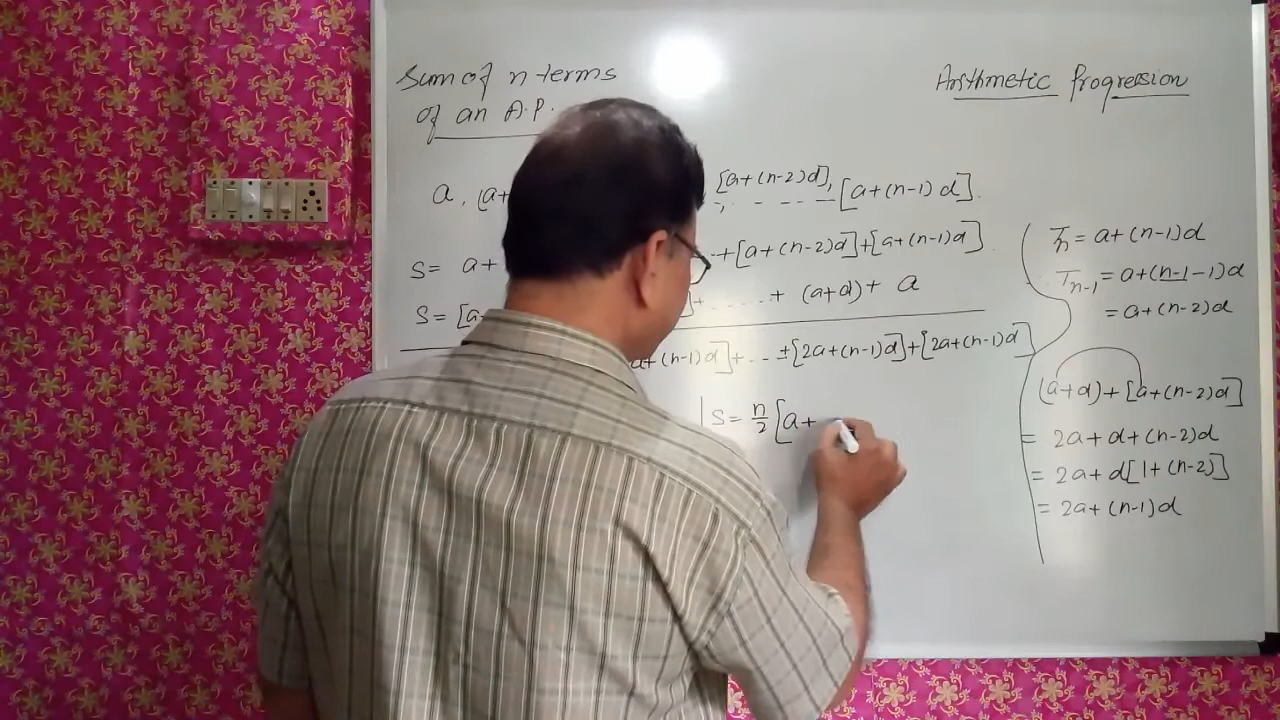 Sum of n terms
of an A.P.
Arithmetic Progression
a, (a+ [a+(n-2)d], - - - - [a+(n-1)d].
S= a+ ..+[a+(n-2)d]+[a+(n-1)d]
S= [a ]+.....+ (a+d)+ a
a+(n-1)d]+..+[2a+(n-1)d]+[2a+(n-1)d]
S= n/2 [a+
Tn = a+(n-1)d
Tn-1 = a+(n-1-1)d
= a+(n-2)d
(a+d)+[a+(n-2)d]
= 2a+d+(n-2)d
= 2a+d[1+(n-2)]
= 2a+(n-1)d